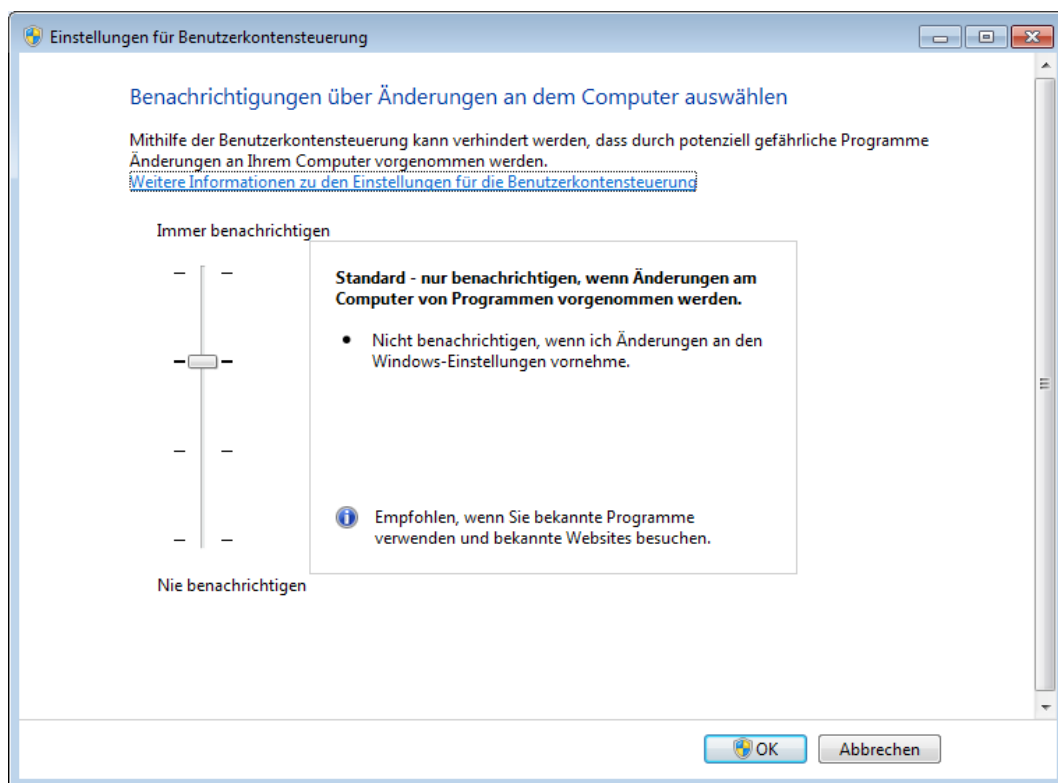 Einstellungen für Benutzerkontensteuerung
Benachrichtigungen über Änderungen an dem Computer auswählen
Mithilfe der Benutzerkontensteuerung kann verhindert werden, dass durch potenziell gefährliche Programme
Änderungen an Ihrem Computer vorgenommen werden.
Weitere Informationen zu den Einstellungen für die Benutzerkontensteuerung
Immer benachrichtigen
Standard - nur benachrichtigen, wenn Änderungen am
Computer von Programmen vorgenommen werden.
• Nicht benachrichtigen, wenn ich Änderungen an den
Windows-Einstellungen vornehme.
Empfohlen, wenn Sie bekannte Programme
verwenden und bekannte Websites besuchen.
Nie benachrichtigen
OK
Abbrechen